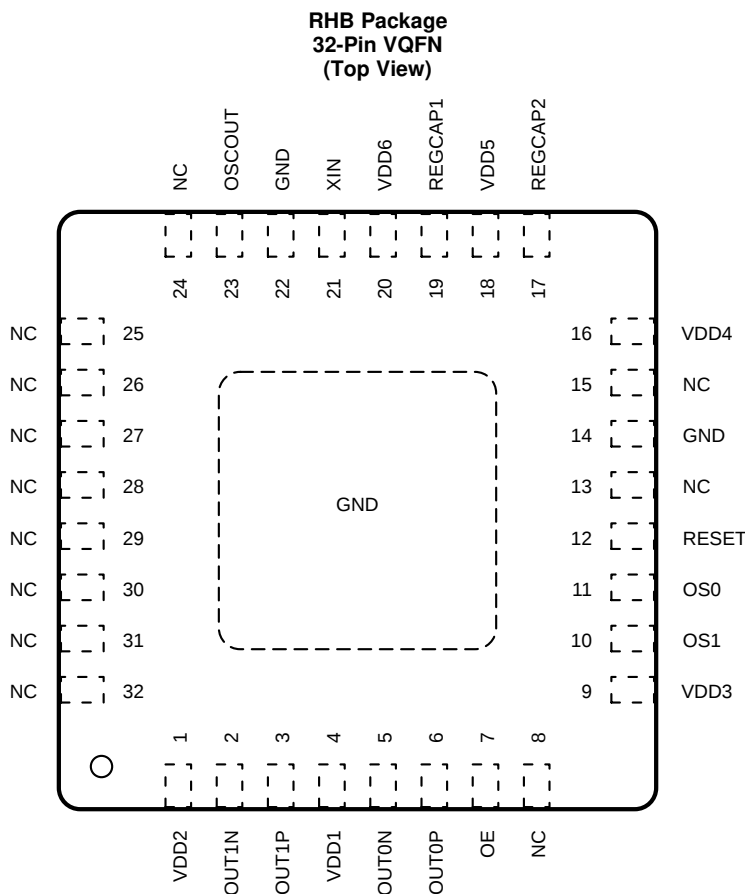 RHB Package
32-Pin VQFN
(Top View)
NC
OSCOUT
GND
XIN
VDD6
REGCAP1
VDD5
REGCAP2
24
23
22
21
20
19
18
17
NC 25
NC 26
NC 27
NC 28
NC 29
NC 30
NC 31
NC 32
16 VDD4
15 NC
14 GND
13 NC
12 RESET
11 OS0
10 OS1
9 VDD3
GND
1
2
3
4
5
6
7
8
VDD2
OUT1N
OUT1P
VDD1
OUT0N
OUT0P
OE
NC